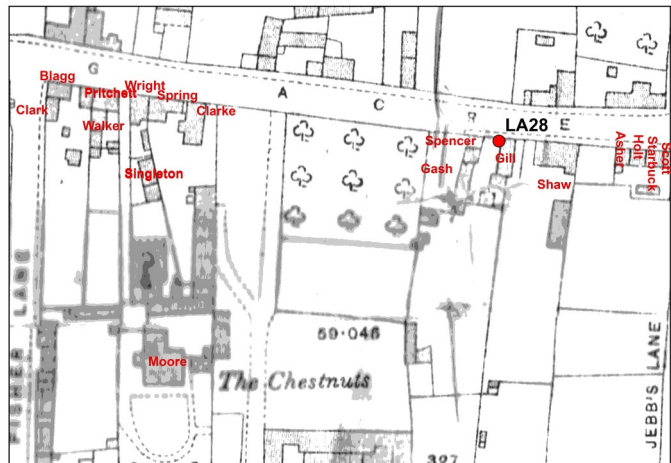 G R A C E
Blagg
Pritchett
Wright
Spring
Clark
Walker
Clarke
Singleton
Spencer
Gash
LA28
Gill
Shaw
Asher
Holt
Starbuck
Scott
Moore
59·046
The Chestnuts
327
FISHER LANE
JEBB'S LANE